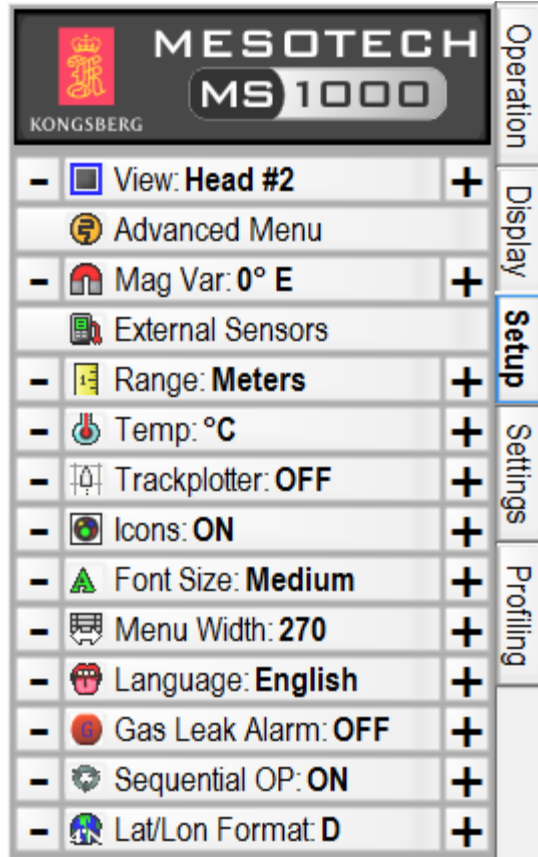 MESOTECH
MS 1000
KONGSBERG
- View: Head #2 +
Advanced Menu
- Mag Var: 0° E +
External Sensors
- Range: Meters +
- Temp: °C +
- Trackplotter: OFF +
- Icons: ON +
- Font Size: Medium +
- Menu Width: 270 +
- Language: English +
- Gas Leak Alarm: OFF +
- Sequential OP: ON +
- Lat/Lon Format: D +
Operation
Display
Setup
Settings
Profiling